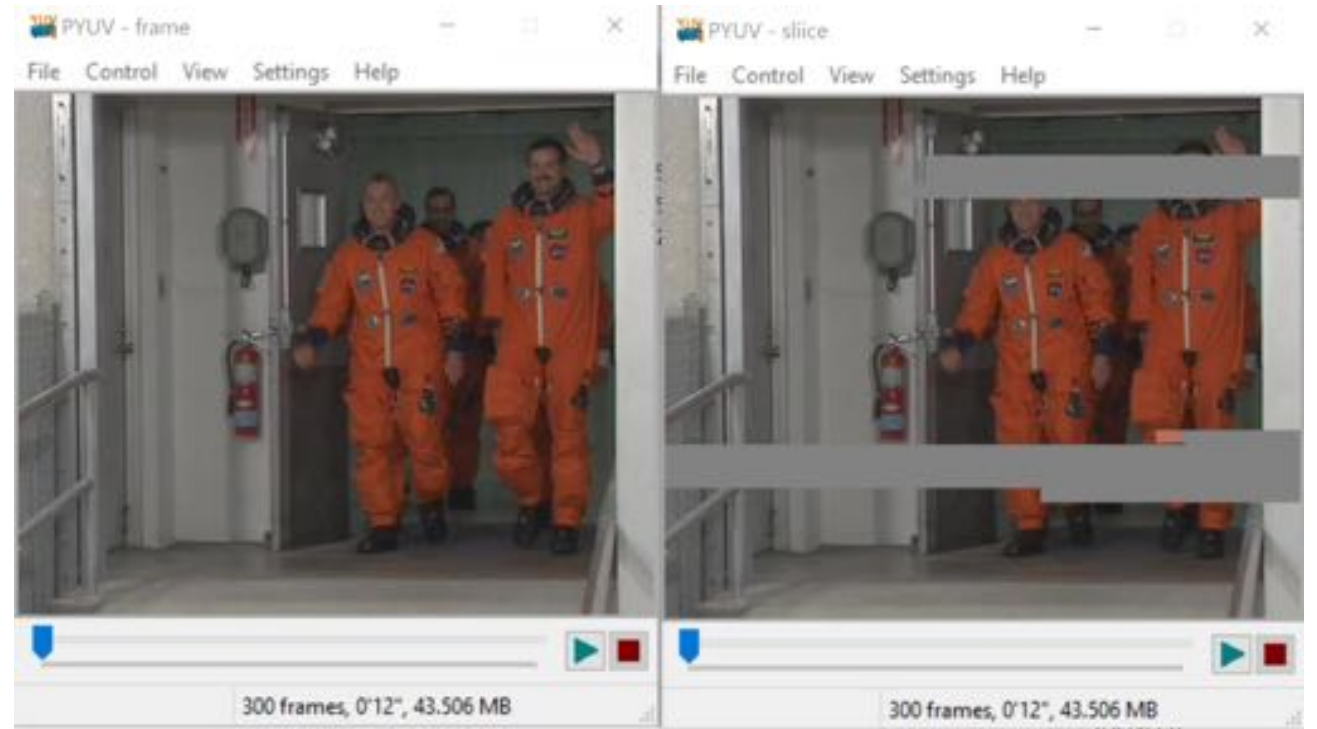 PYUV - frame
File Control View Settings Help
300 frames, 0'12", 43.506 MB
PYUV - sliice
File Control View Settings Help
300 frames, 0'12", 43.506 MB